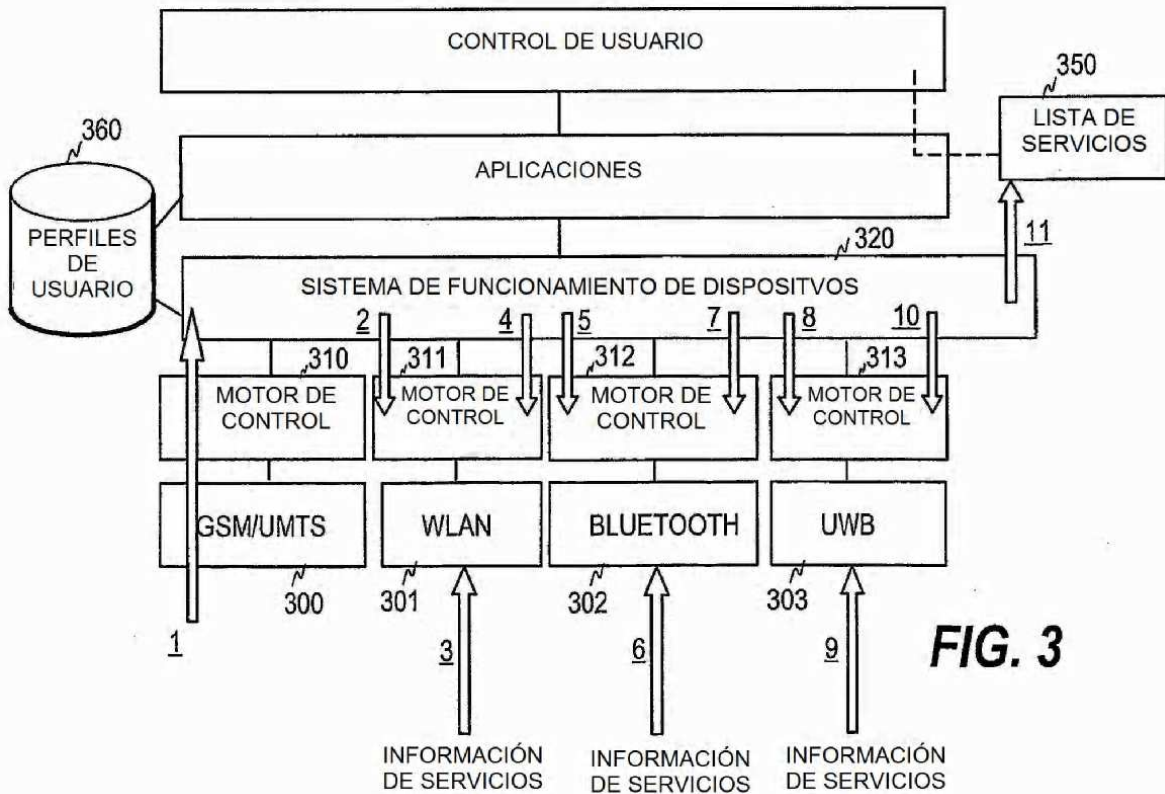 CONTROL DE USUARIO
350
LISTA DE
SERVICIOS
360
APLICACIONES
PERFILES
DE
USUARIO
11
320
SISTEMA DE FUNCIONAMIENTO DE DISPOSITVOS
2
4
5
7
8
10
310
311
312
313
MOTOR DE
CONTROL
MOTOR DE
CONTROL
MOTOR DE
CONTROL
MOTOR DE
CONTROL
GSM/UMTS
WLAN
BLUETOOTH
UWB
300
301
302
303
1
3
6
9
FIG. 3
INFORMACIÓN
DE SERVICIOS
INFORMACIÓN
DE SERVICIOS
INFORMACIÓN
DE SERVICIOS